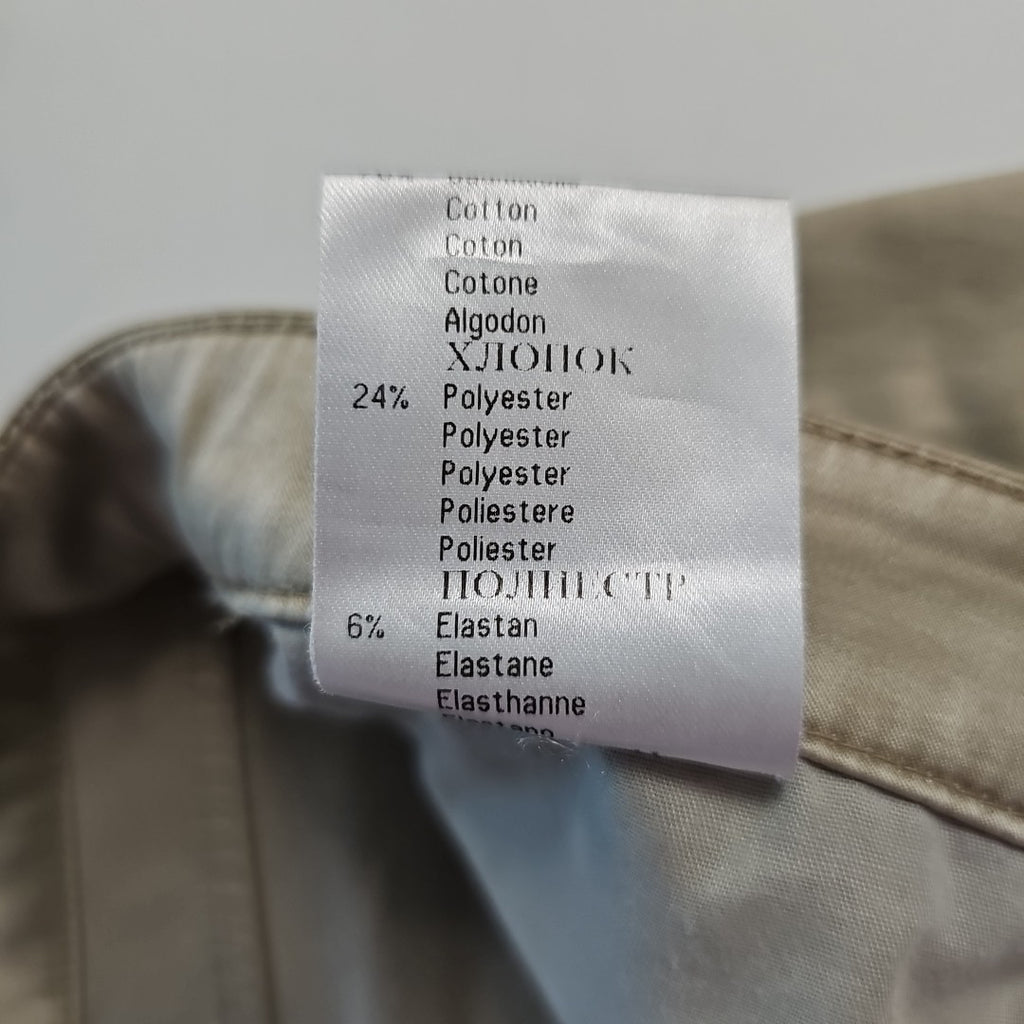 Cotton
Coton
Cotone
Algodon
ХЛОПОК
24% Polyester
Polyester
Polyester
Poliestere
Poliester
ПОЛИЕСТР
6% Elastan
Elastane
Elasthanne